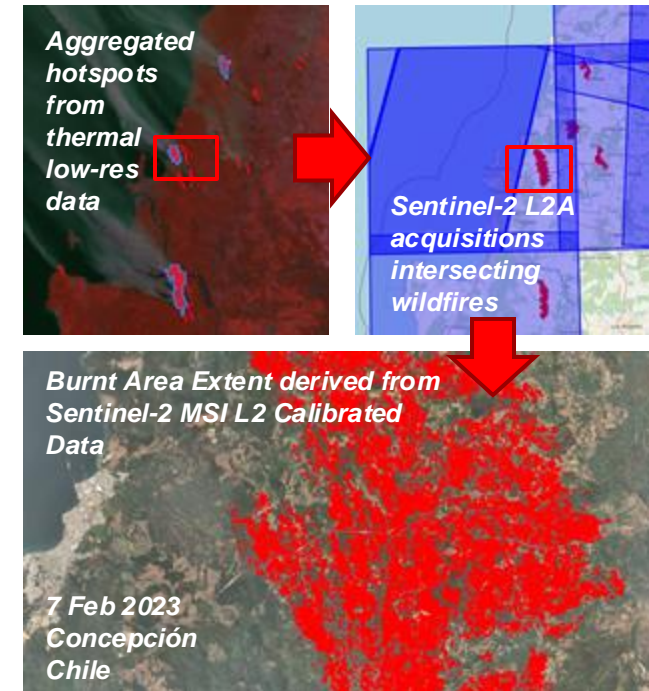 Aggregated
hotspots
from
thermal
low-res
data
Sentinel-2 L2A
acquisitions
intersecting
wildfires
Burnt Area Extent derived from
Sentinel-2 MSI L2 Calibrated
Data
7 Feb 2023
Concepción
Chile